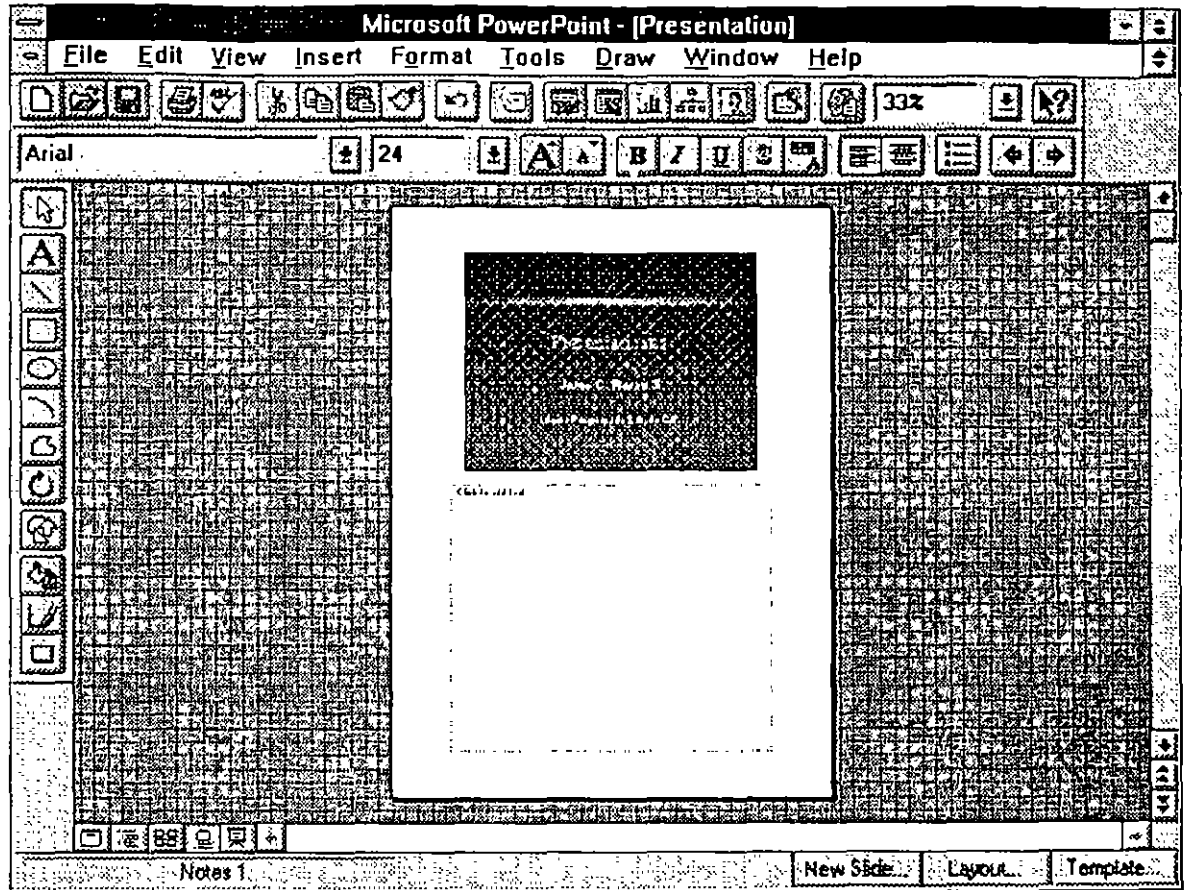 Microsoft PowerPoint - [Presentation]
File Edit View Insert Format Tools Draw Window Help
33%
Arial 24 A A B I U
A
Notes 1
New Slide... Layout... Template...